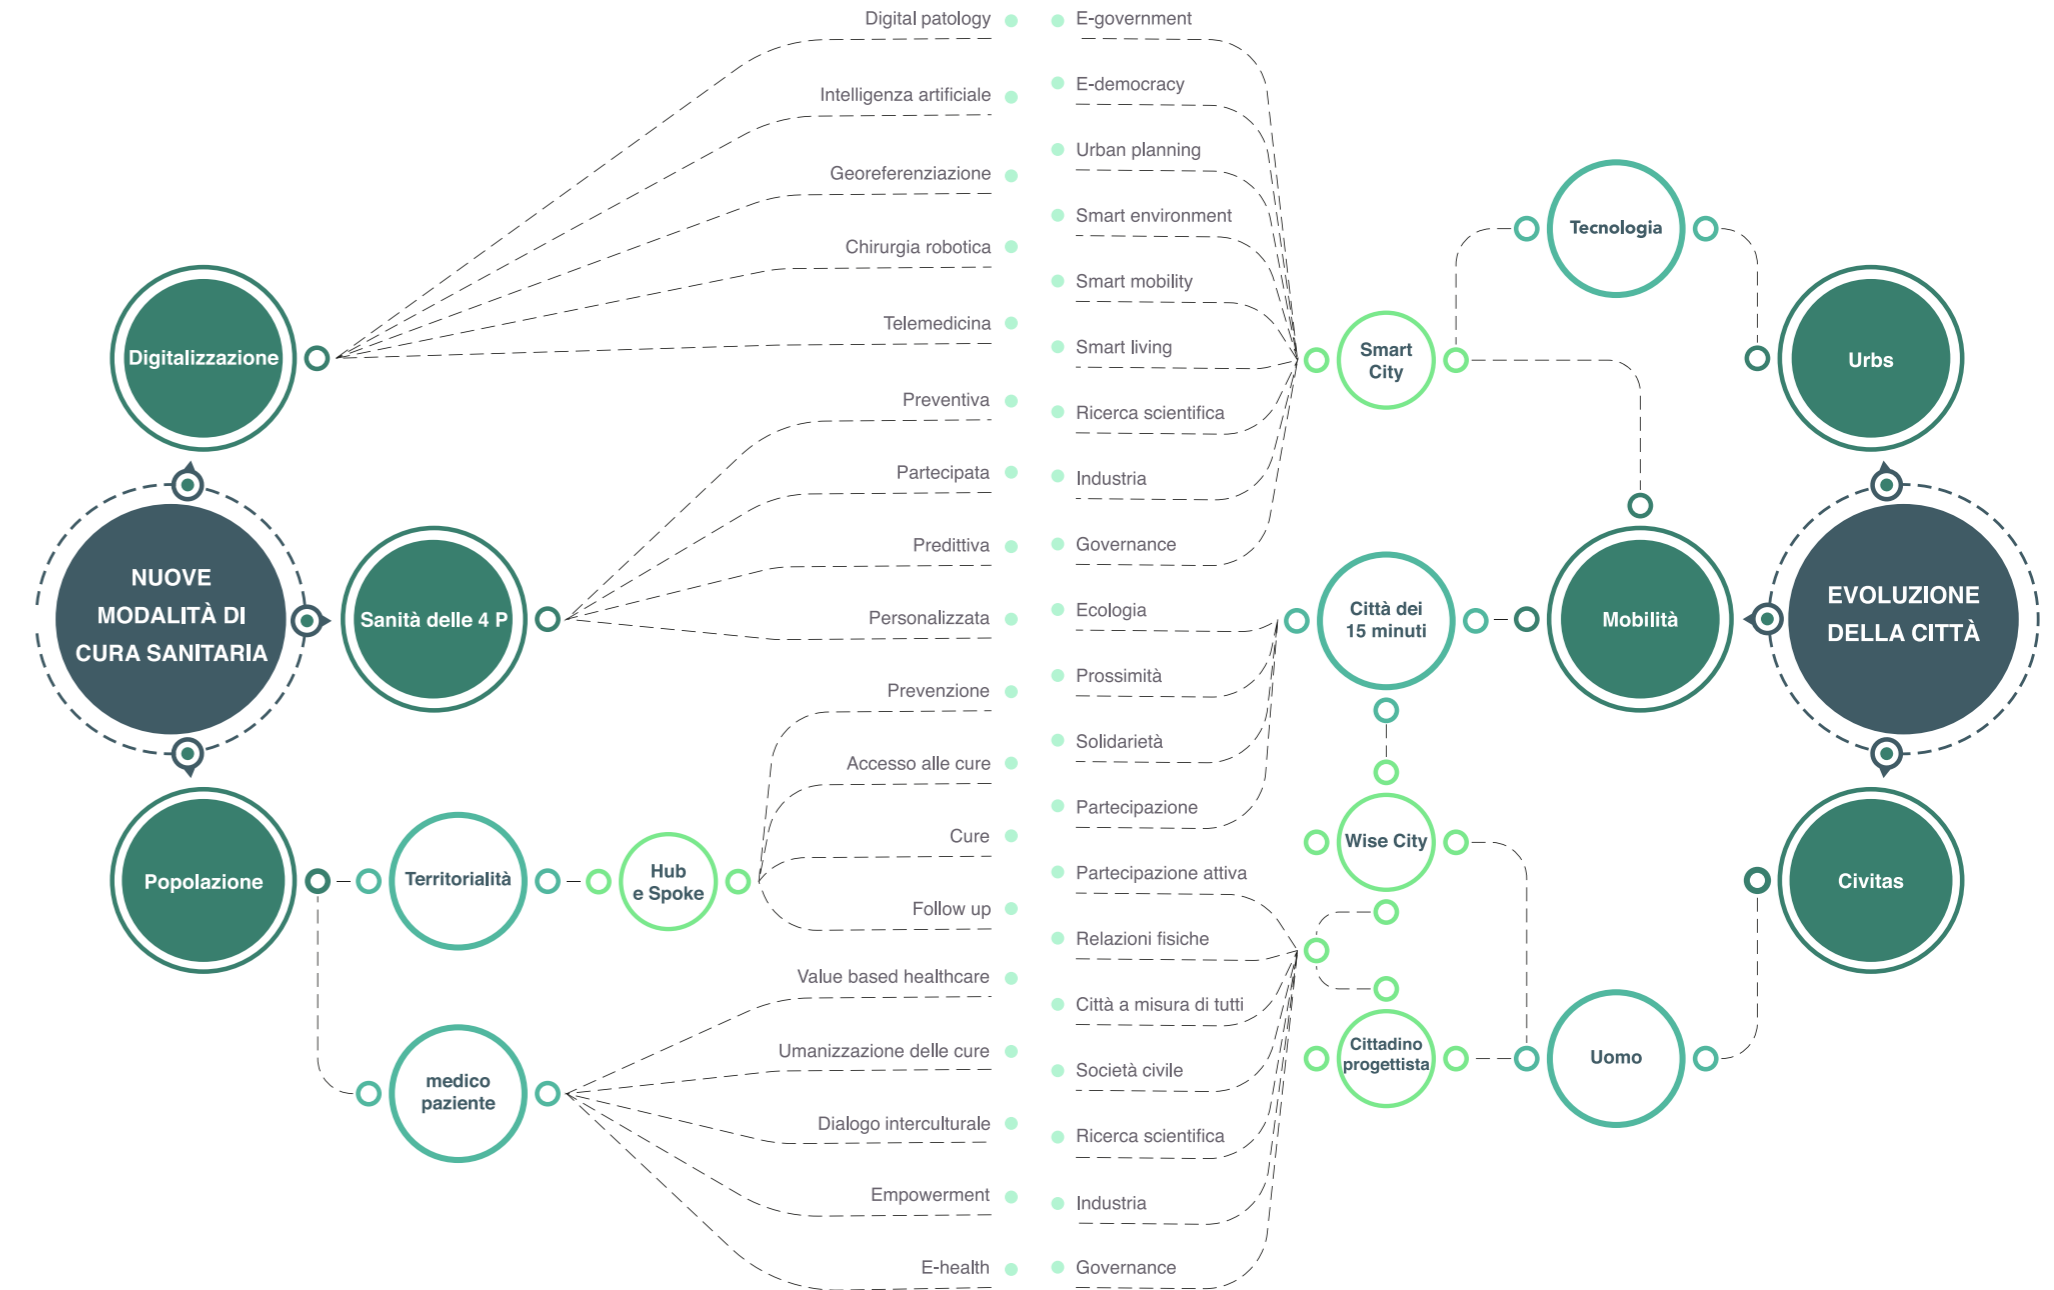 Digital patology
Intelligenza artificiale
Georeferenziazione
Chirurgia robotica
Telemedicina
Preventiva
Partecipata
Predittiva
Personalizzata
Prevenzione
Accesso alle cure
Cure
Follow up
Value based healthcare
Umanizzazione delle cure
Dialogo interculturale
Empowerment
E-health
Digitalizzazione
NUOVE
MODALITÀ DI
CURA SANITARIA
Sanità delle 4 P
Popolazione
Territorialità
Hub
e Spoke
medico
paziente
E-government
E-democracy
Urban planning
Smart environment
Smart mobility
Smart living
Ricerca scientifica
Industria
Governance
Ecologia
Prossimità
Solidarietà
Partecipazione
Partecipazione attiva
Relazioni fisiche
Città a misura di tutti
Società civile
Ricerca scientifica
Industria
Governance
Smart
City
Tecnologia
Urbs
Città dei
15 minuti
Mobilità
EVOLUZIONE
DELLA CITTÀ
Wise City
Cittadino
progettista
Uomo
Civitas